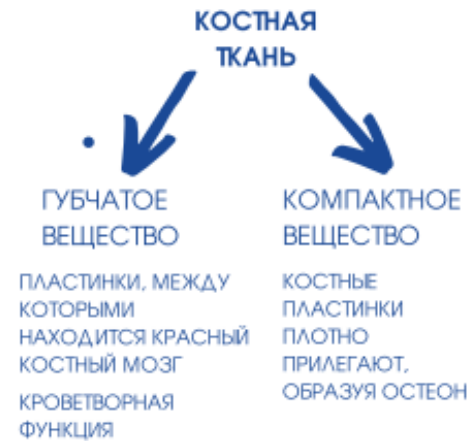 КОСТНАЯ
ТКАНЬ
ГУБЧАТОЕ
ВЕЩЕСТВО
ПЛАСТИНКИ, МЕЖДУ
КОТОРЫМИ
НАХОДИТСЯ КРАСНЫЙ
КОСТНЫЙ МОЗГ
КРОВЕТВОРНАЯ
ФУНКЦИЯ
КОМПАКТНОЕ
ВЕЩЕСТВО
КОСТНЫЕ
ПЛАСТИНКИ
ПЛОТНО
ПРИЛЕГАЮТ,
ОБРАЗУЯ ОСТЕОН